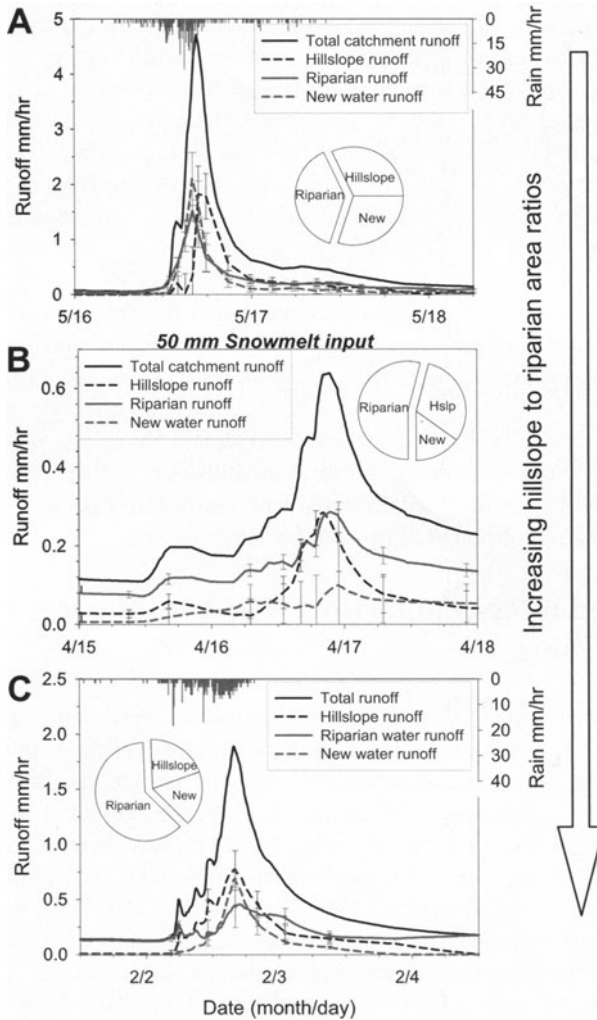 A
5
4
3
2
1
0
Runoff mm/hr
Total catchment runoff
Hillslope runoff
Riparian runoff
New water runoff
0
15
30
45
Rain mm/hr
Hillslope
Riparian
New
5/16
5/17
5/18
50 mm Snowmelt input
B
0.6
0.4
0.2
0.0
Runoff mm/hr
Total catchment runoff
Hillslope runoff
Riparian runoff
New water runoff
Riparian
Hslp
New
4/15
4/16
4/17
4/18
C
2.5
2.0
1.5
1.0
0.5
0.0
Runoff mm/hr
Total runoff
Hillslope runoff
Riparian water runoff
New water runoff
0
10
20
30
40
Rain mm/hr
Hillslope
New
Riparian
2/2
2/3
2/4
Date (month/day)
Increasing hillslope to riparian area ratios